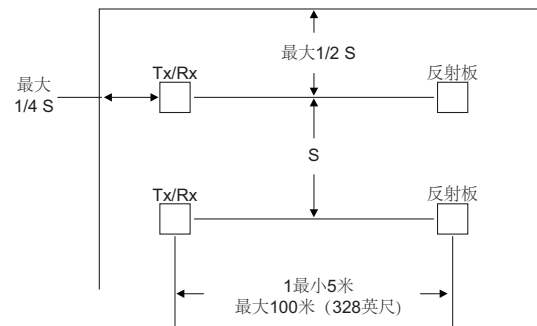 最大1/2 S
Tx/Rx
反射板
最大
1/4 S
S
Tx/Rx
反射板
1最小5米
最大100米（328英尺）